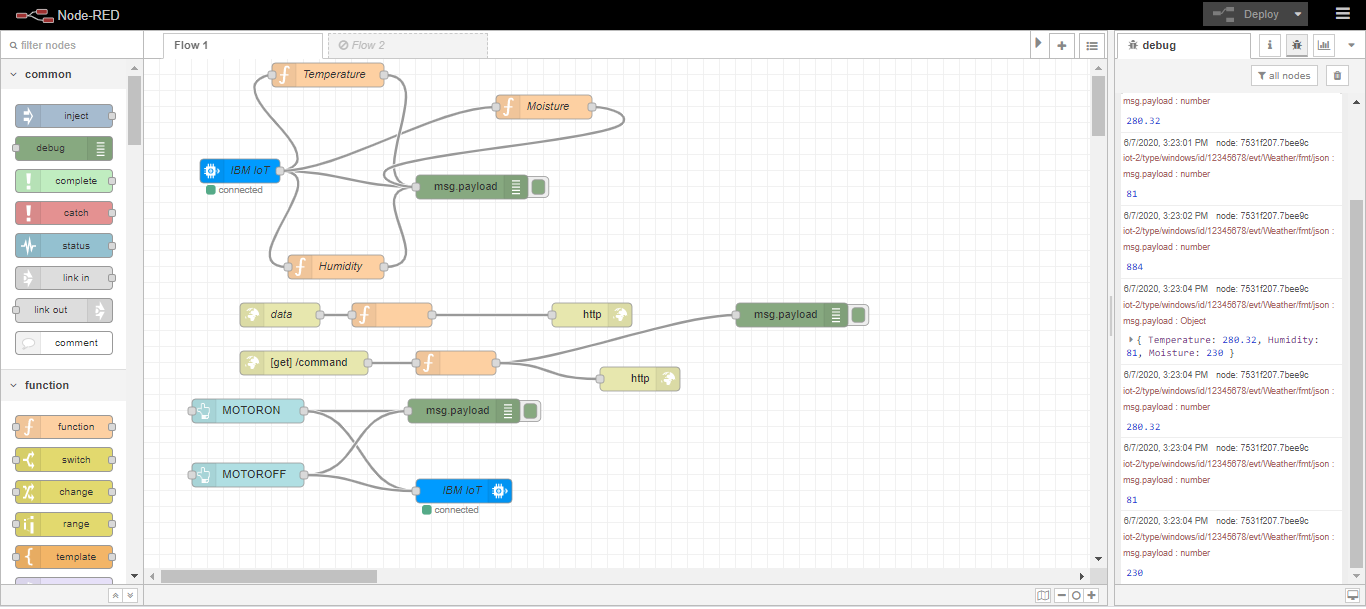 Node-RED
Deploy
filter nodes
Flow 1
Flow 2
debug
i
common
inject
debug
complete
catch
status
link in
link out
comment
function
function
switch
change
range
template
Temperature
Moisture
IBM IoT
connected
msg.payload
Humidity
data
http
msg.payload
[get] /command
http
MOTORON
msg.payload
MOTOROFF
IBM IoT
connected
all nodes
msg.payload : number
280.32
6/7/2020, 3:23:01 PM node: 7531f207.7bee9c
iot-2/type/windows/id/12345678/evt/Weather/fmt/json :
msg.payload : number
81
6/7/2020, 3:23:02 PM node: 7531f207.7bee9c
iot-2/type/windows/id/12345678/evt/Weather/fmt/json :
msg.payload : number
884
6/7/2020, 3:23:04 PM node: 7531f207.7bee9c
iot-2/type/windows/id/12345678/evt/Weather/fmt/json :
msg.payload : Object
{ Temperature: 280.32, Humidity:
81, Moisture: 230 }
6/7/2020, 3:23:04 PM node: 7531f207.7bee9c
iot-2/type/windows/id/12345678/evt/Weather/fmt/json :
msg.payload : number
280.32
6/7/2020, 3:23:04 PM node: 7531f207.7bee9c
iot-2/type/windows/id/12345678/evt/Weather/fmt/json :
msg.payload : number
81
6/7/2020, 3:23:04 PM node: 7531f207.7bee9c
iot-2/type/windows/id/12345678/evt/Weather/fmt/json :
msg.payload : number
230